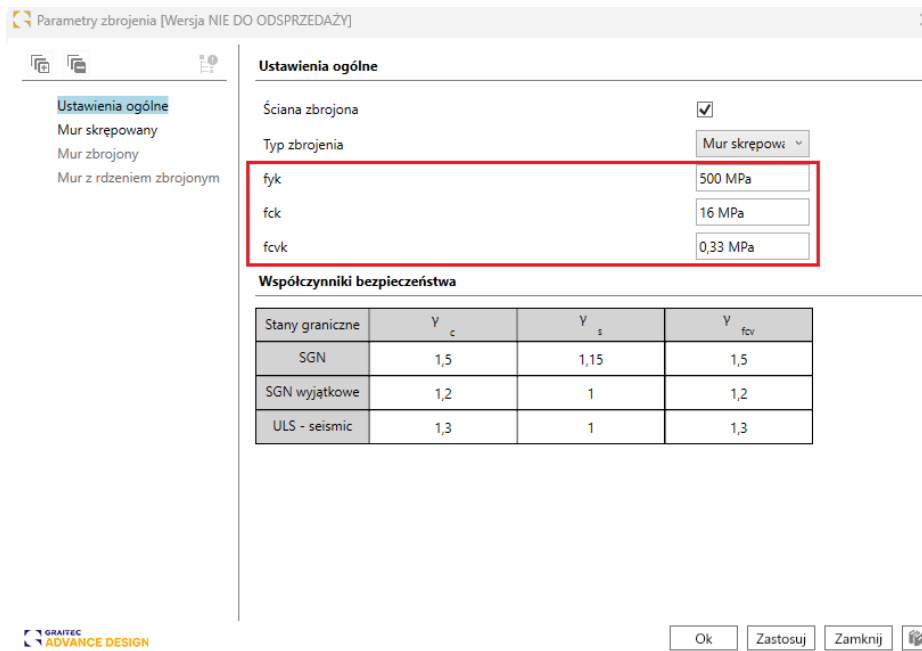 Parametry zbrojenia [Wersja NIE DO ODSPRZEDAŻY]
Ustawienia ogólne
Mur skrępowany
Mur zbrojony
Mur z rdzeniem zbrojonym
Ustawienia ogólne
Ściana zbrojona
Typ zbrojenia Mur skrępowa
fyk 500 MPa
fck 16 MPa
fcvk 0,33 MPa
Współczynniki bezpieczeństwa
Stany graniczne γ c γ s γ fcv
SGN 1,5 1,15 1,5
SGN wyjątkowe 1,2 1 1,2
ULS - seismic 1,3 1 1,3
GRAITEC
ADVANCE DESIGN
Ok Zastosuj Zamknij